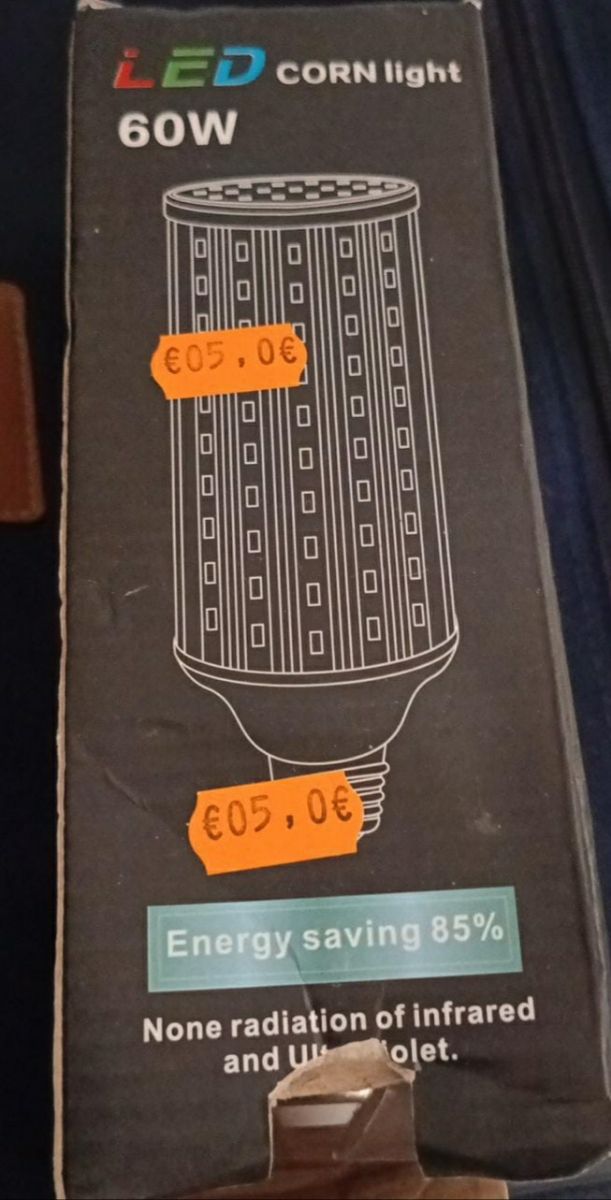 LED CORN light
60W
€05,0€
€05,0€
Energy saving 85%
None radiation of infrared
and olet.